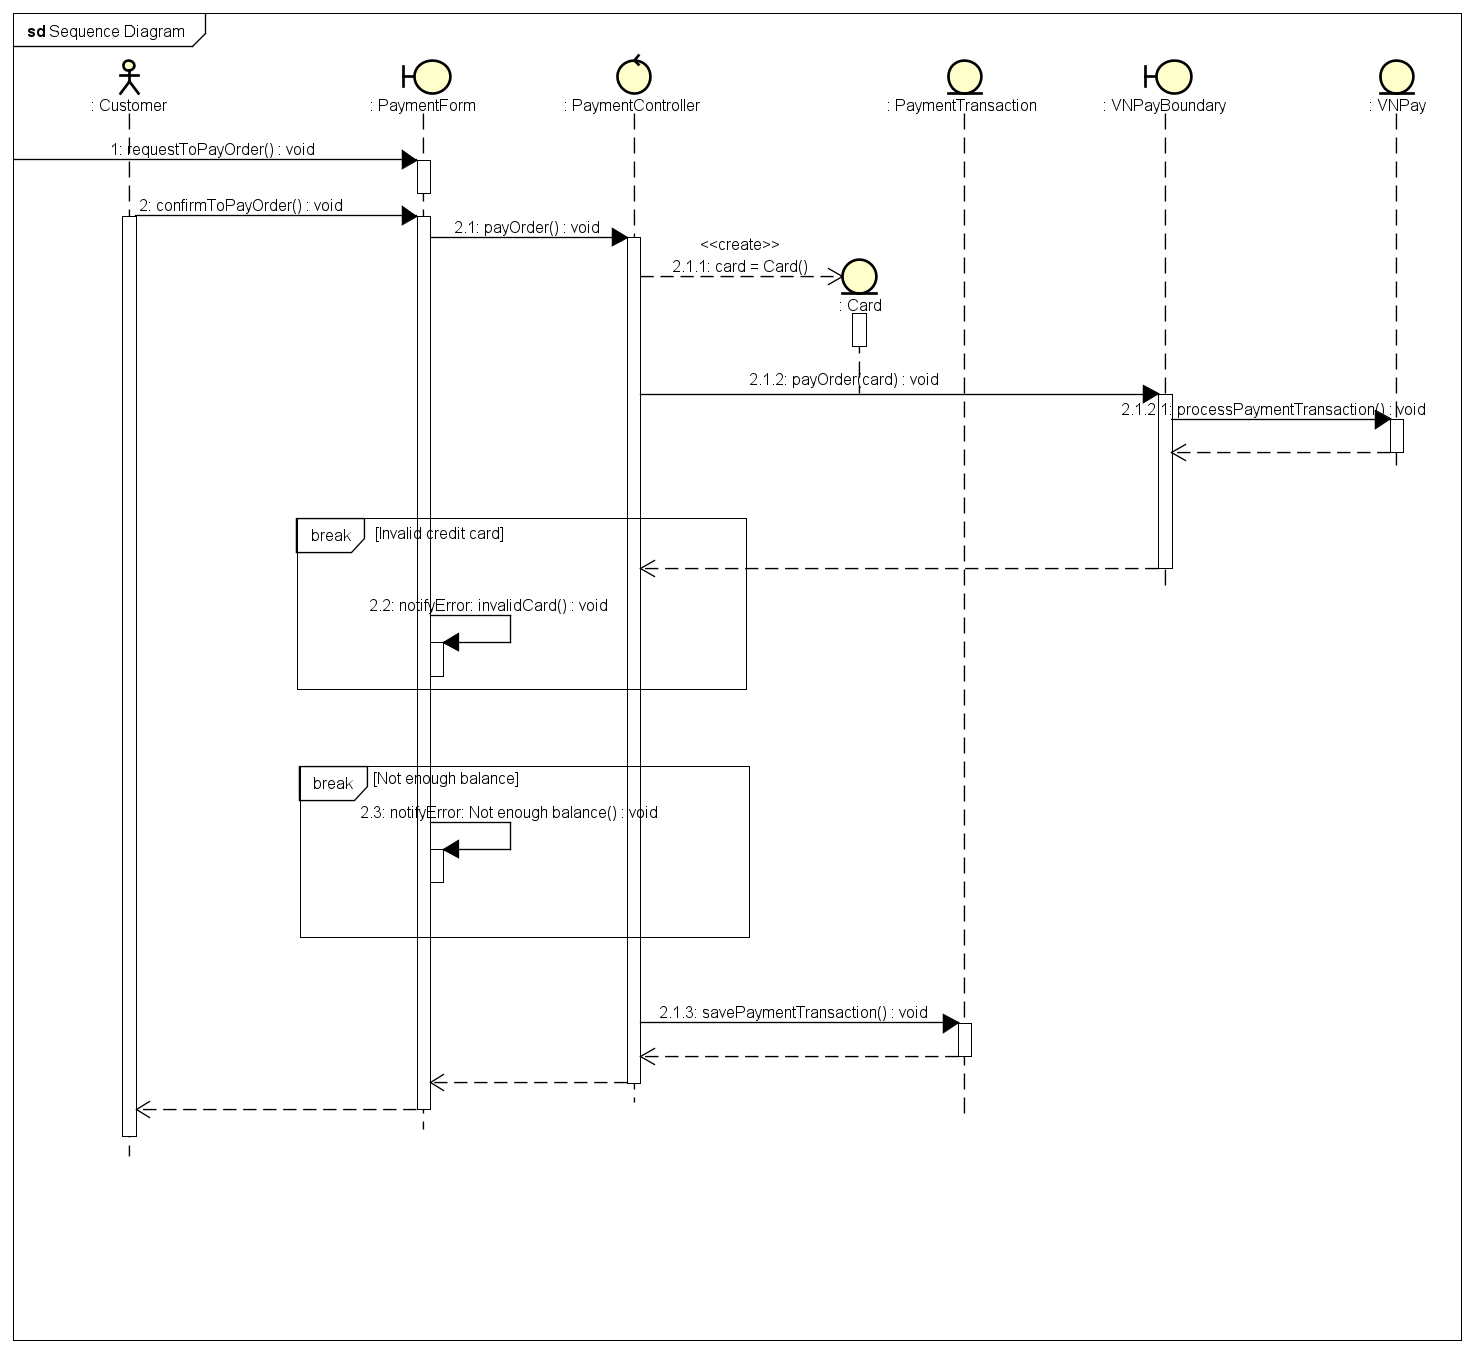 sd Sequence Diagram
: Customer
: PaymentForm
: PaymentController
: PaymentTransaction
: VNPayBoundary
: VNPay
1: requestToPayOrder() : void
2: confirmToPayOrder() : void
2.1: payOrder() : void
<<create>>
2.1.1: card = Card()
: Card
2.1.2: payOrder(card) : void
2.1.2.1: processPaymentTransaction() : void
break
[Invalid credit card]
2.2: notifyError: invalidCard() : void
break
[Not enough balance]
2.3: notifyError: Not enough balance() : void
2.1.3: savePaymentTransaction() : void